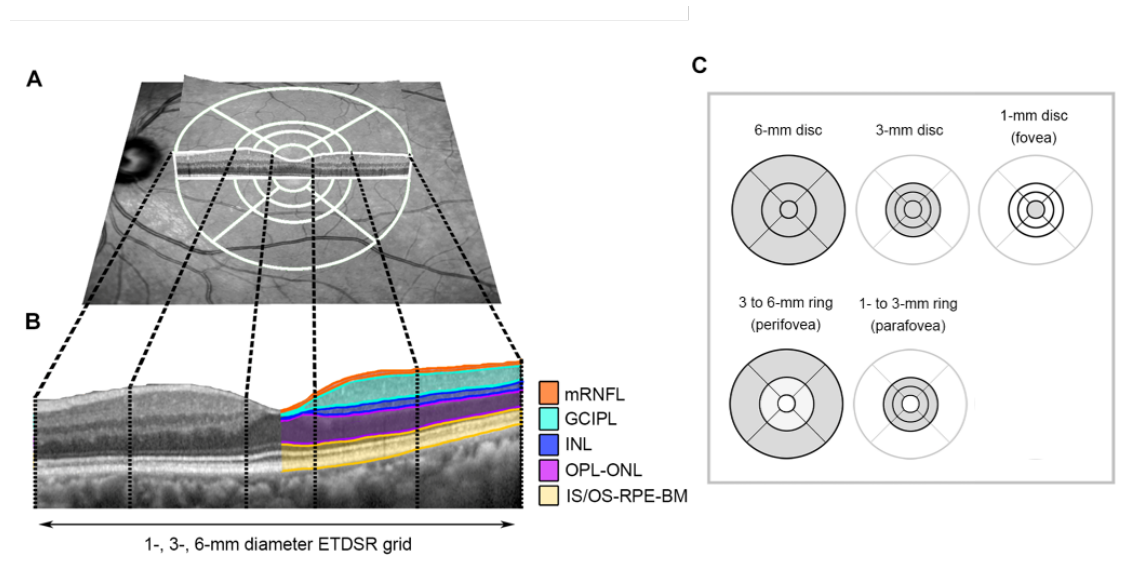 A
B
mRNFL
GCIPL
INL
OPL-ONL
IS/OS-RPE-BM
1-, 3-, 6-mm diameter ETDSR grid
C
6-mm disc
3-mm disc
1-mm disc
(fovea)
3 to 6-mm ring
(perifovea)
1- to 3-mm ring
(parafovea)